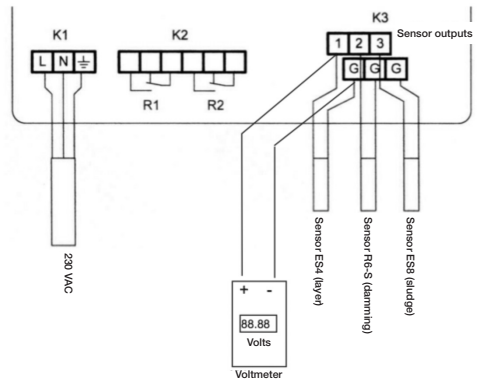 K3
K1
K2
Sensor outputs
L N ⏚
1 2 3
G G G
R1
R2
230 VAC
Sensor ES4 (layer)
Sensor R6-S (damming)
Sensor ES8 (sludge)
+ -
88.88
Volts
Voltmeter